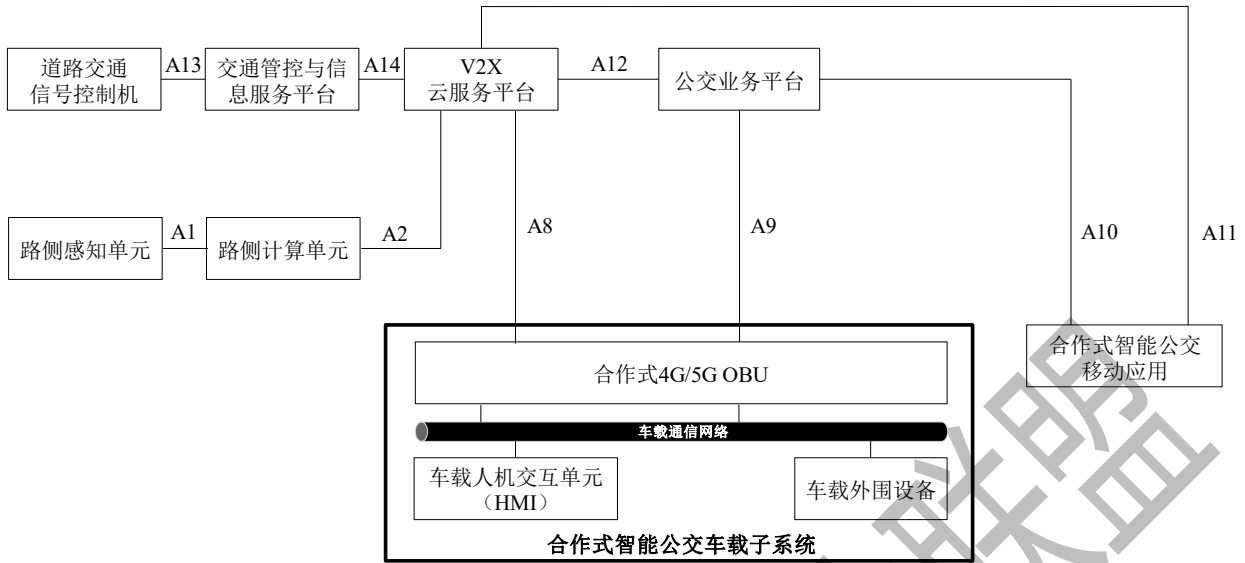 道路交通
信号控制机
A13
交通管控与信
息服务平台
A14
V2X
云服务平台
A12
公交业务平台
路侧感知单元
A1
路侧计算单元
A2
A8
A9
A10
A11
合作式4G/5G OBU
车载通信网络
车载人机交互单元
（HMI）
车载外围设备
合作式智能公交车载子系统
合作式智能公交
移动应用
联盟